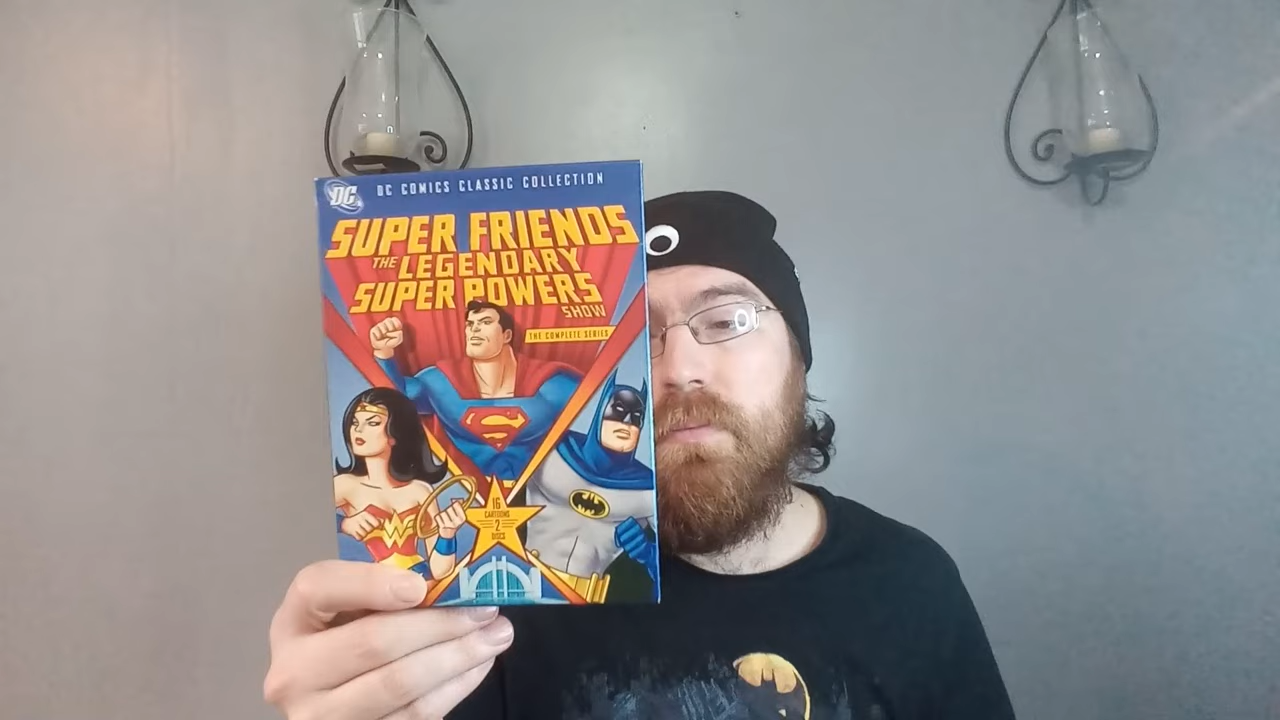 DC
DC COMICS CLASSIC COLLECTION
SUPER FRIENDS
THE LEGENDARY
SUPER POWERS
SHOW
THE COMPLETE SERIES
16
CARTOONS
2
DISCS